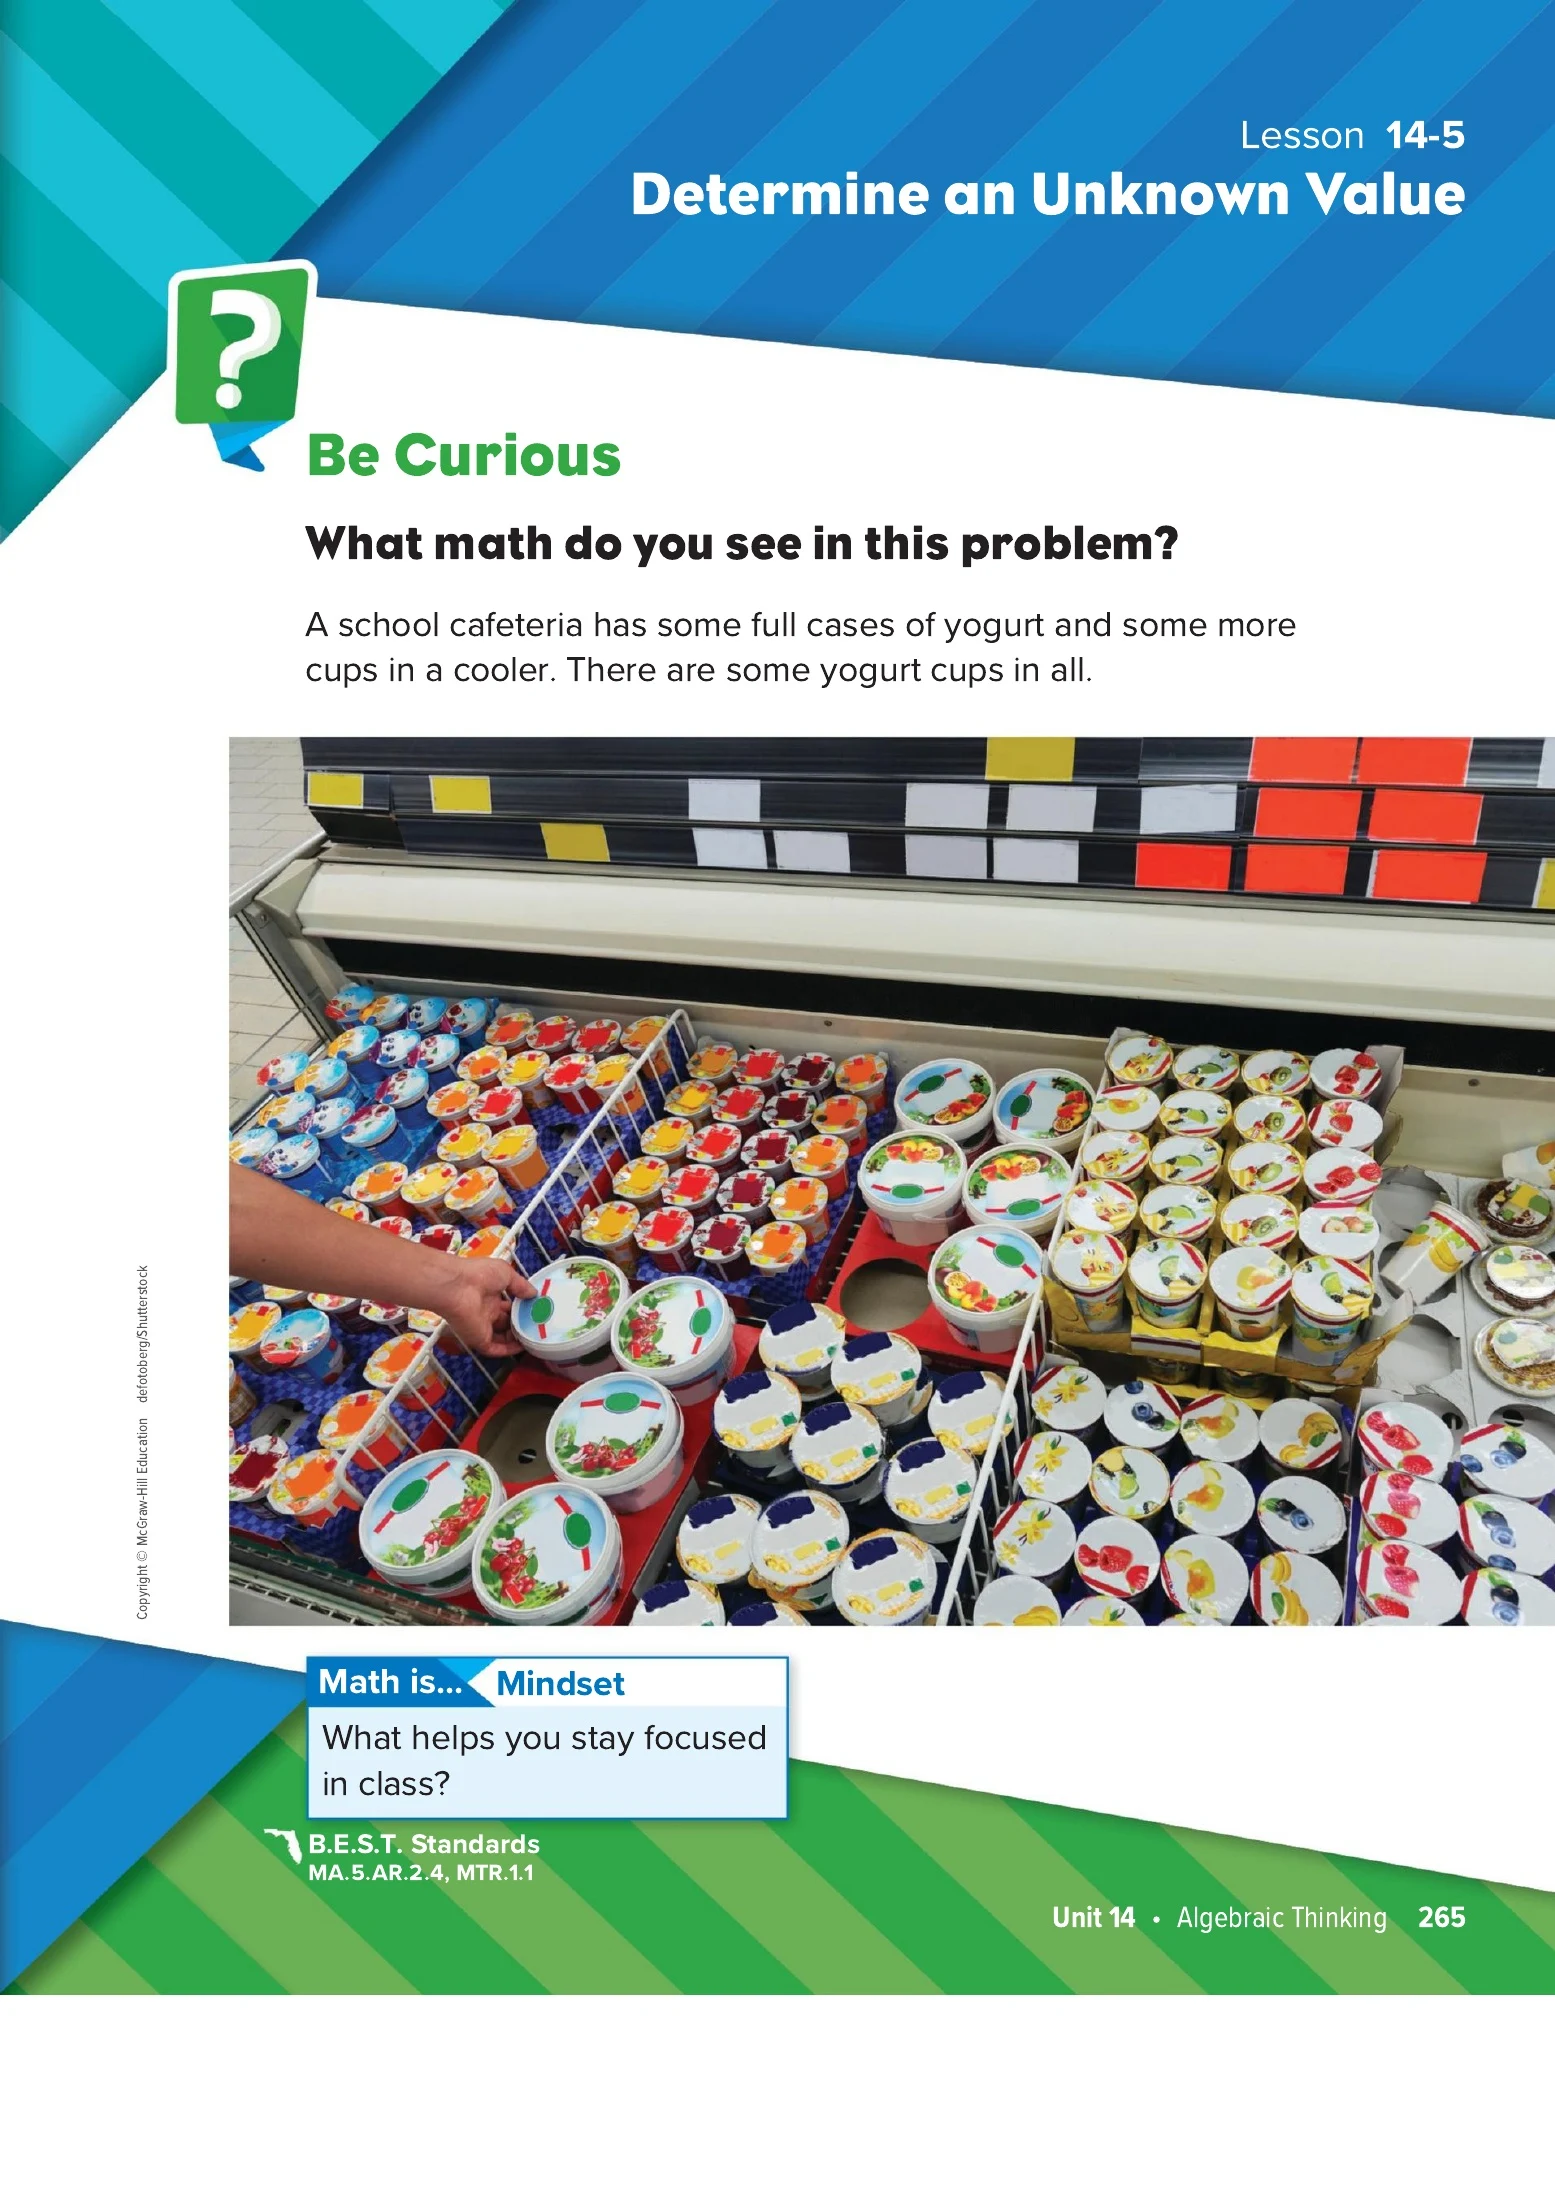 Lesson 14-5
Determine an Unknown Value
?
Be Curious
What math do you see in this problem?
A school cafeteria has some full cases of yogurt and some more
cups in a cooler. There are some yogurt cups in all.
Copyright © McGraw-Hill Education defotoberg/Shutterstock
Math is... Mindset
What helps you stay focused
in class?
B.E.S.T. Standards
MA.5.AR.2.4, MTR.1.1
Unit 14 • Algebraic Thinking 265